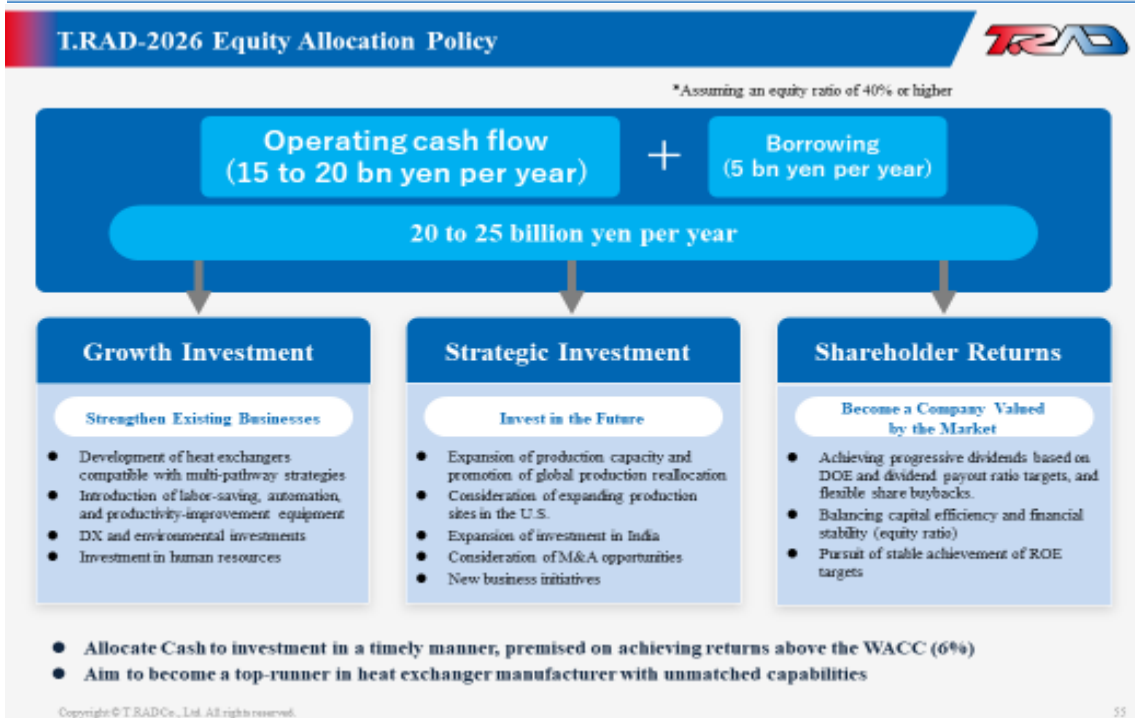 T.RAD-2026 Equity Allocation Policy
T.RAD
*Assuming an equity ratio of 40% or higher
Operating cash flow
(15 to 20 bn yen per year)
+
Borrowing
(5 bn yen per year)
20 to 25 billion yen per year
Growth Investment
Strengthen Existing Businesses
● Development of heat exchangers
compatible with multi-pathway strategies
● Introduction of labor-saving, automation,
and productivity-improvement equipment
● DX and environmental investments
● Investment in human resources
Strategic Investment
Invest in the Future
● Expansion of production capacity and
promotion of global production reallocation
● Consideration of expanding production
sites in the U.S.
● Expansion of investment in India
● Consideration of M&A opportunities
● New business initiatives
Shareholder Returns
Become a Company Valued
by the Market
● Achieving progressive dividends based on
DOE and dividend payout ratio targets, and
flexible share buybacks.
● Balancing capital efficiency and financial
stability (equity ratio)
● Pursuit of stable achievement of ROE
targets
● Allocate Cash to investment in a timely manner, premised on achieving returns above the WACC (6%)
● Aim to become a top-runner in heat exchanger manufacturer with unmatched capabilities
Copyright © T.RAD Co., Ltd. All rights reserved.
55